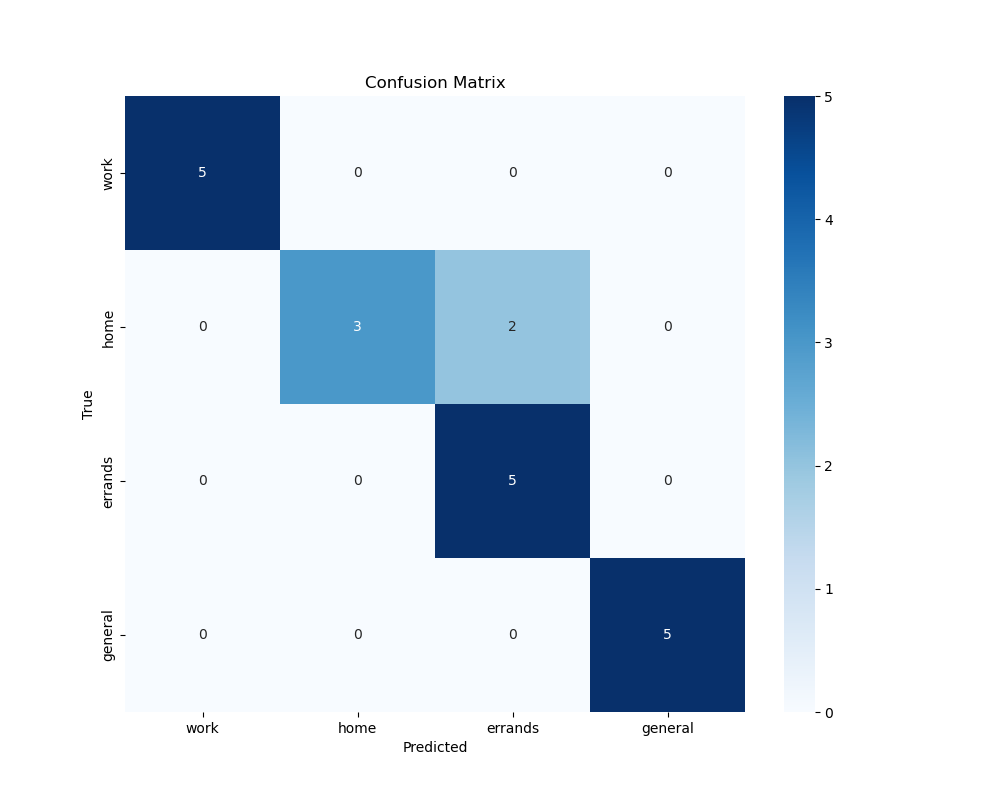 Confusion Matrix
work 5 0 0 0
home 0 3 2 0
errands 0 0 5 0
general 0 0 0 5
work home errands general
Predicted
True
5
4
3
2
1
0